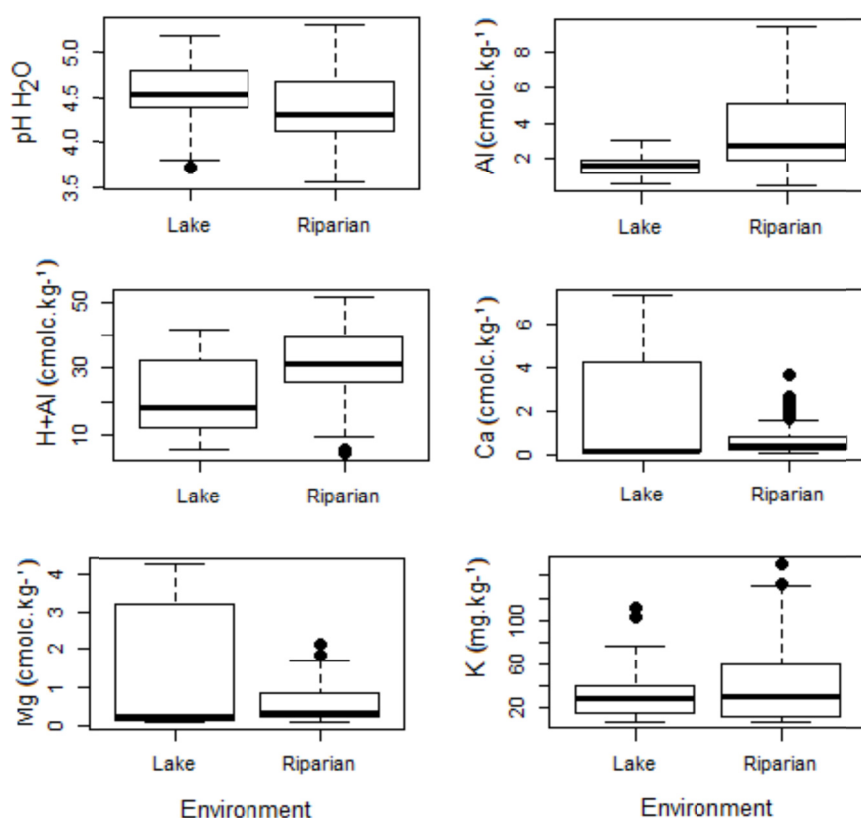 pH H₂O
5.0
4.5
4.0
3.5
Lake Riparian
Al (cmolc.kg-¹)
8
6
4
2
Lake Riparian
H+Al (cmolc.kg-¹)
50
30
10
Lake Riparian
Ca (cmolc.kg-¹)
6
4
2
0
Lake Riparian
Mg (cmolc.kg-¹)
4
3
2
1
0
Lake Riparian
Environment
K (mg.kg-¹)
100
60
20
Lake Riparian
Environment